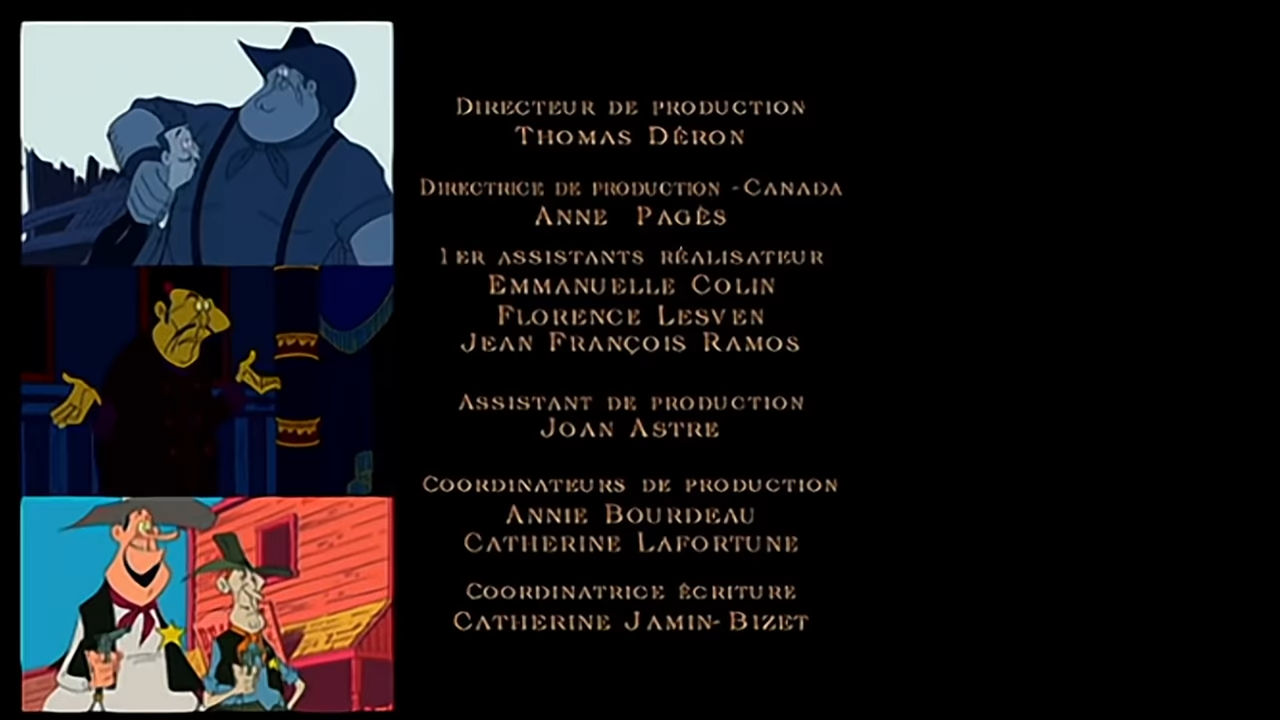 Directeur de production
Thomas Déron
Directrice de production - Canada
Anne Pagès
1er assistants réalisateur
Emmanuelle Colin
Florence Lesven
Jean François Ramos
Assistant de production
Joan Astre
Coordinateurs de production
Annie Bourdeau
Catherine Lafortune
Coordinatrice écriture
Catherine Jamin-Bizet